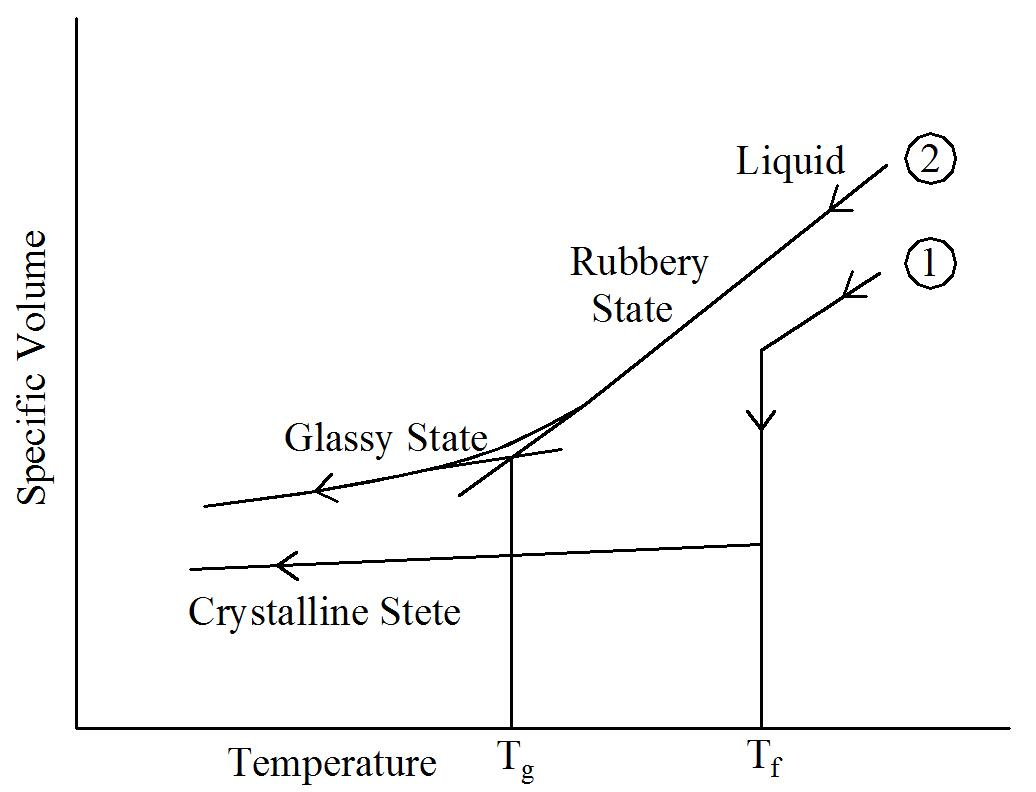 2
Liquid
1
Rubbery
State
Specific Volume
Glassy State
Crystalline Stete
Temperature
Tg
Tf